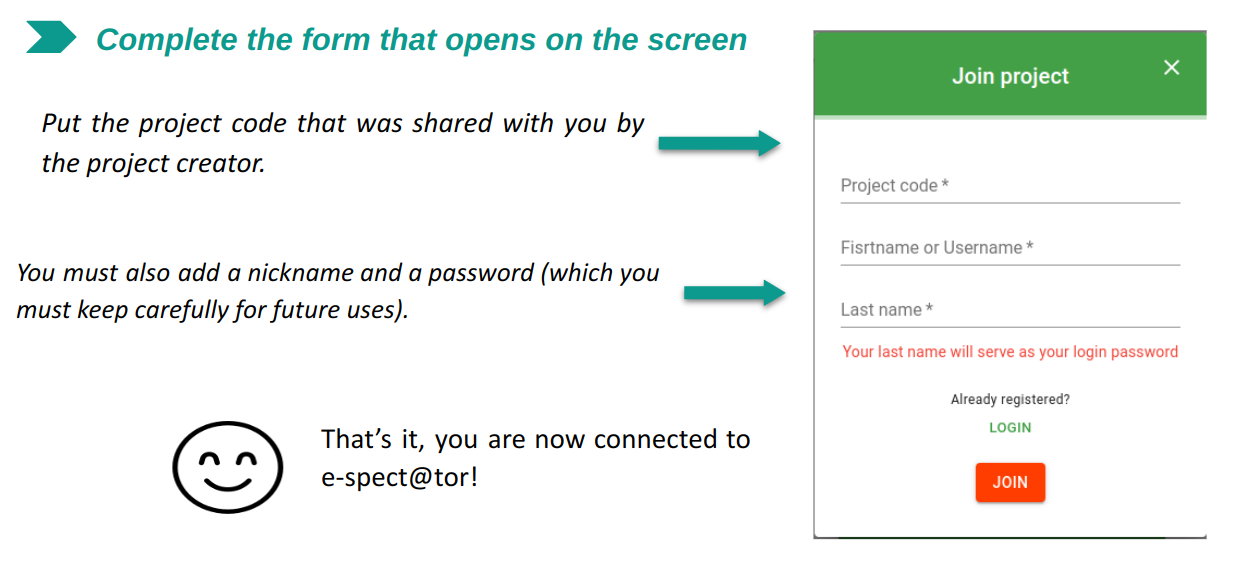 Complete the form that opens on the screen
Put the project code that was shared with you by
the project creator.
You must also add a nickname and a password (which you
must keep carefully for future uses).
That’s it, you are now connected to
e-spect@tor!
Join project
Project code *
Fisrtname or Username *
Last name *
Your last name will serve as your login password
Already registered?
LOGIN
JOIN